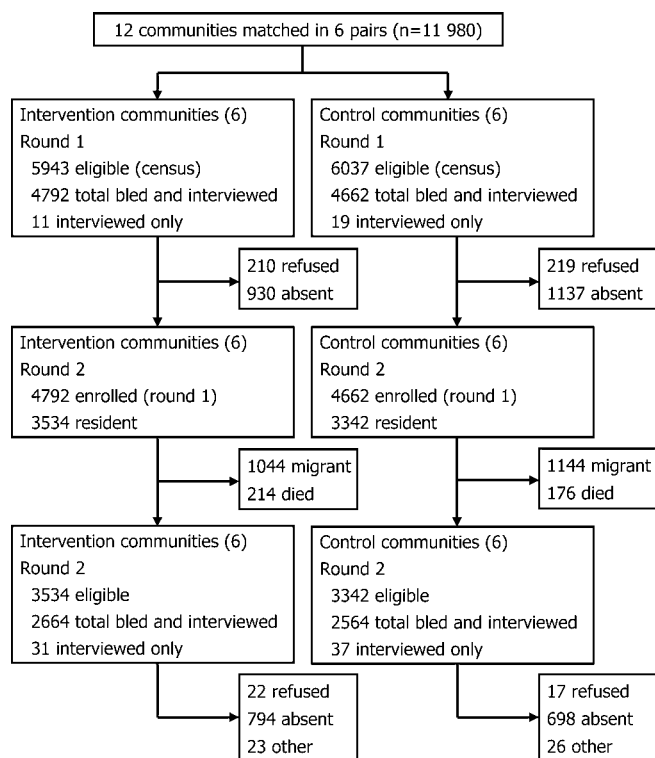 12 communities matched in 6 pairs (n=11 980)
Intervention communities (6)
Round 1
5943 eligible (census)
4792 total bled and interviewed
11 interviewed only
Control communities (6)
Round 1
6037 eligible (census)
4662 total bled and interviewed
19 interviewed only
210 refused
930 absent
219 refused
1137 absent
Intervention communities (6)
Round 2
4792 enrolled (round 1)
3534 resident
Control communities (6)
Round 2
4662 enrolled (round 1)
3342 resident
1044 migrant
214 died
1144 migrant
176 died
Intervention communities (6)
Round 2
3534 eligible
2664 total bled and interviewed
31 interviewed only
Control communities (6)
Round 2
3342 eligible
2564 total bled and interviewed
37 interviewed only
22 refused
794 absent
23 other
17 refused
698 absent
26 other